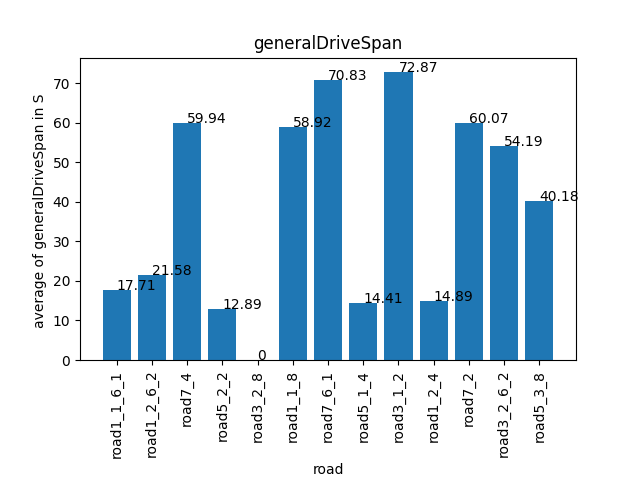 generalDriveSpan
average of generalDriveSpan in S
70
60
50
40
30
20
10
0
17.71
21.58
59.94
12.89
0
58.92
70.83
14.41
72.87
14.89
60.07
54.19
40.18
road1_1_6_1
road1_2_6_2
road7_4
road5_2_2
road3_2_8
road1_1_8
road7_6_1
road5_1_4
road3_1_2
road1_2_4
road7_2
road3_2_6_2
road5_3_8
road